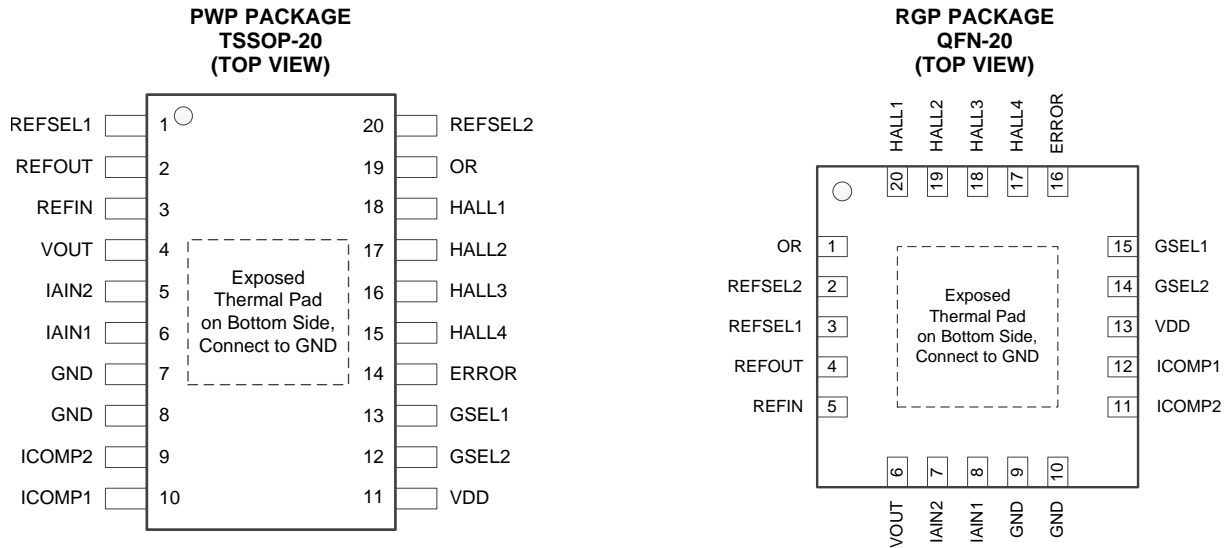 PWP PACKAGE
TSSOP-20
(TOP VIEW)
REFSEL1 1 20 REFSEL2
REFOUT 2 19 OR
REFIN 3 18 HALL1
VOUT 4 17 HALL2
IAIN2 5 16 HALL3
IAIN1 6 15 HALL4
GND 7 14 ERROR
GND 8 13 GSEL1
ICOMP2 9 12 GSEL2
ICOMP1 10 11 VDD
Exposed
Thermal Pad
on Bottom Side,
Connect to GND
RGP PACKAGE
QFN-20
(TOP VIEW)
HALL1 HALL2 HALL3 HALL4 ERROR
20 19 18 17 16
OR 1 15 GSEL1
REFSEL2 2 14 GSEL2
REFSEL1 3 13 VDD
REFOUT 4 12 ICOMP1
REFIN 5 11 ICOMP2
Exposed
Thermal Pad
on Bottom Side,
Connect to GND
6 7 8 9 10
VOUT IAIN2 IAIN1 GND GND